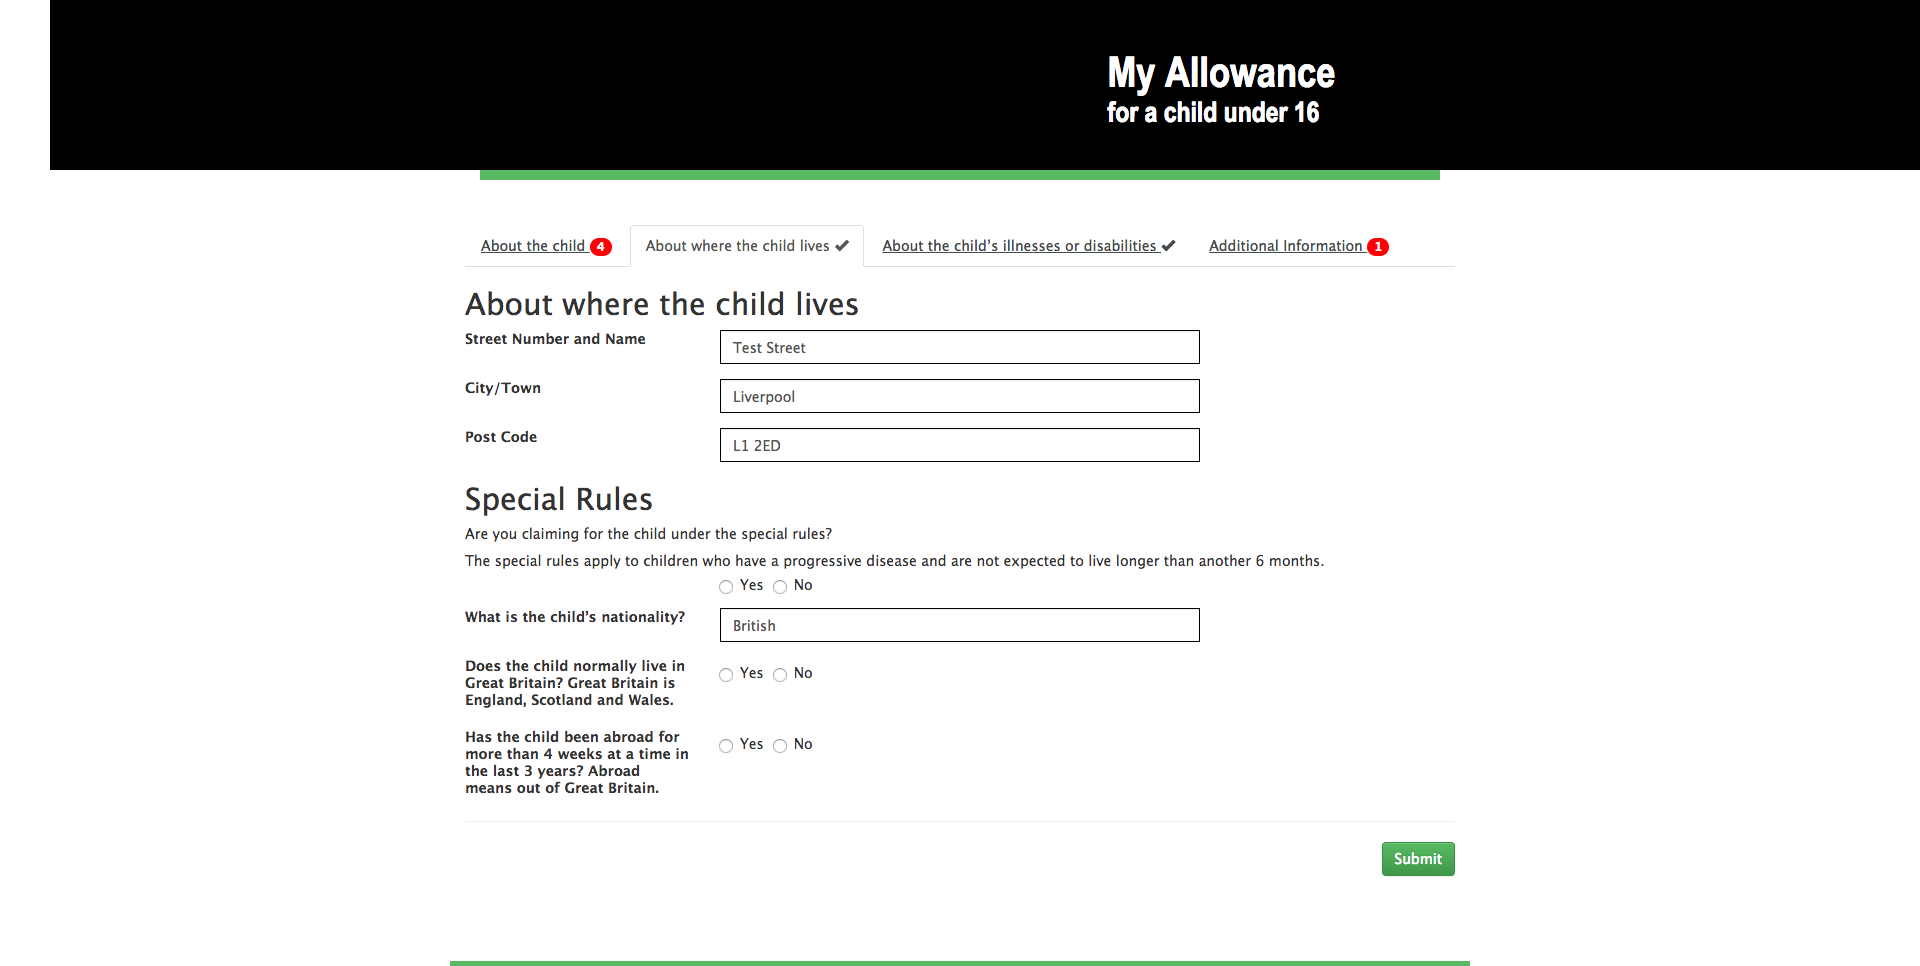 My Allowance
for a child under 16
About the child 4 About where the child lives About the child’s illnesses or disabilities Additional Information 1
About where the child lives
Street Number and Name Test Street
City/Town Liverpool
Post Code L1 2ED
Special Rules
Are you claiming for the child under the special rules?
The special rules apply to children who have a progressive disease and are not expected to live longer than another 6 months.
Yes No
What is the child’s nationality? British
Does the child normally live in
Great Britain? Great Britain is
England, Scotland and Wales.
Yes No
Has the child been abroad for
more than 4 weeks at a time in
the last 3 years? Abroad
means out of Great Britain.
Yes No
Submit